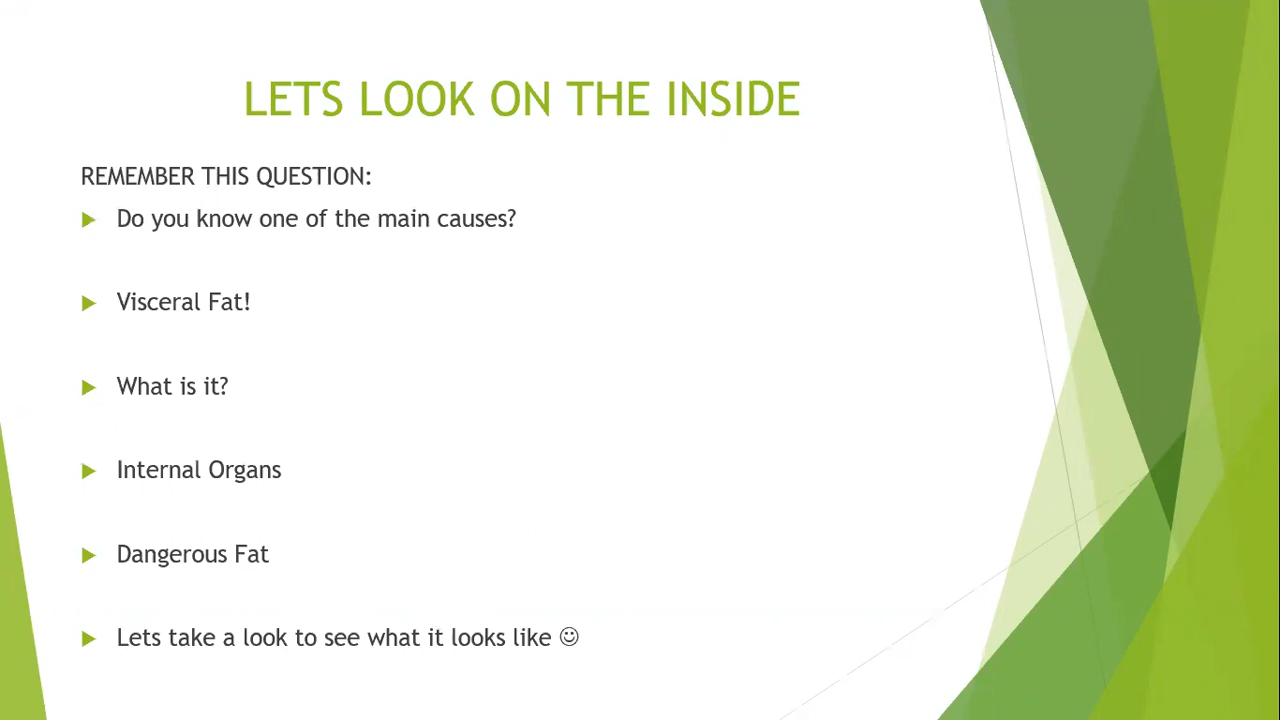 LETS LOOK ON THE INSIDE
REMEMBER THIS QUESTION:
Do you know one of the main causes?
Visceral Fat!
What is it?
Internal Organs
Dangerous Fat
Lets take a look to see what it looks like ☺